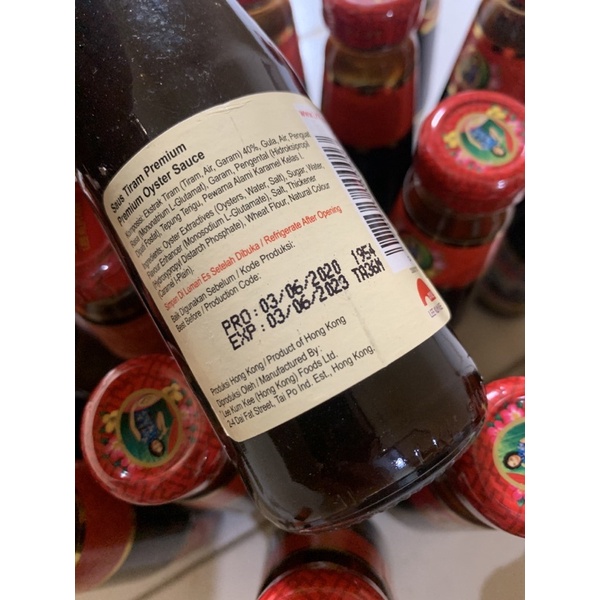 Saus Tiram Premium
Premium Oyster Sauce
Komposisi: Ekstrak Tiram (Tiram, Air, Garam) 40%, Gula, Air, Penguat
Rasa (Mononatrium L-Glutamat), Garam, Pengental (Hidroksipropil
Dipati Fosfat), Tepung Terigu, Pewarna Alami Karamel Kelas I.
Ingredients: Oyster Extractives (Oysters, Water, Salt), Sugar, Water,
Flavour Enhancer (Monosodium L-Glutamate), Salt, Thickener
(Hydroxypropyl Distarch Phosphate), Wheat Flour, Natural Colour
(Caramel I-Plain).
Simpan Di Lemari Es Setelah Dibuka / Refrigerate After Opening
Baik Digunakan Sebelum / Kode Produksi:
Best Before / Production Code:
PRO: 03/06/2020 1954
EXP: 03/06/2023 TA36M
Produksi Hong Kong / Product of Hong Kong
Diproduksi Oleh / Manufactured By:
Lee Kum Kee (Hong Kong) Foods Ltd.
2-4 Dai Fat Street, Tai Po Ind. Est., Hong Kong.
LEE KUM KEE